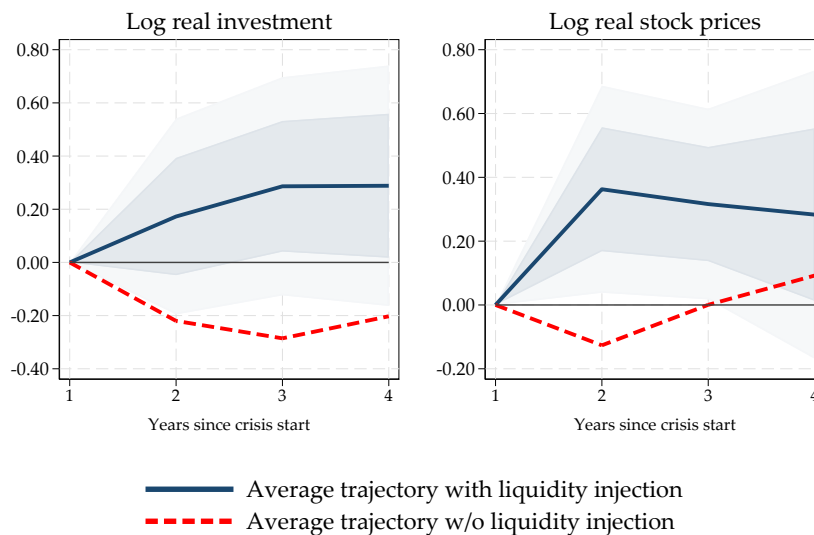 Log real investment
0.80
0.60
0.40
0.20
0.00
-0.20
-0.40
1 2 3 4
Years since crisis start
Log real stock prices
0.80
0.60
0.40
0.20
0.00
-0.20
1 2 3 4
Years since crisis start
Average trajectory with liquidity injection
Average trajectory w/o liquidity injection